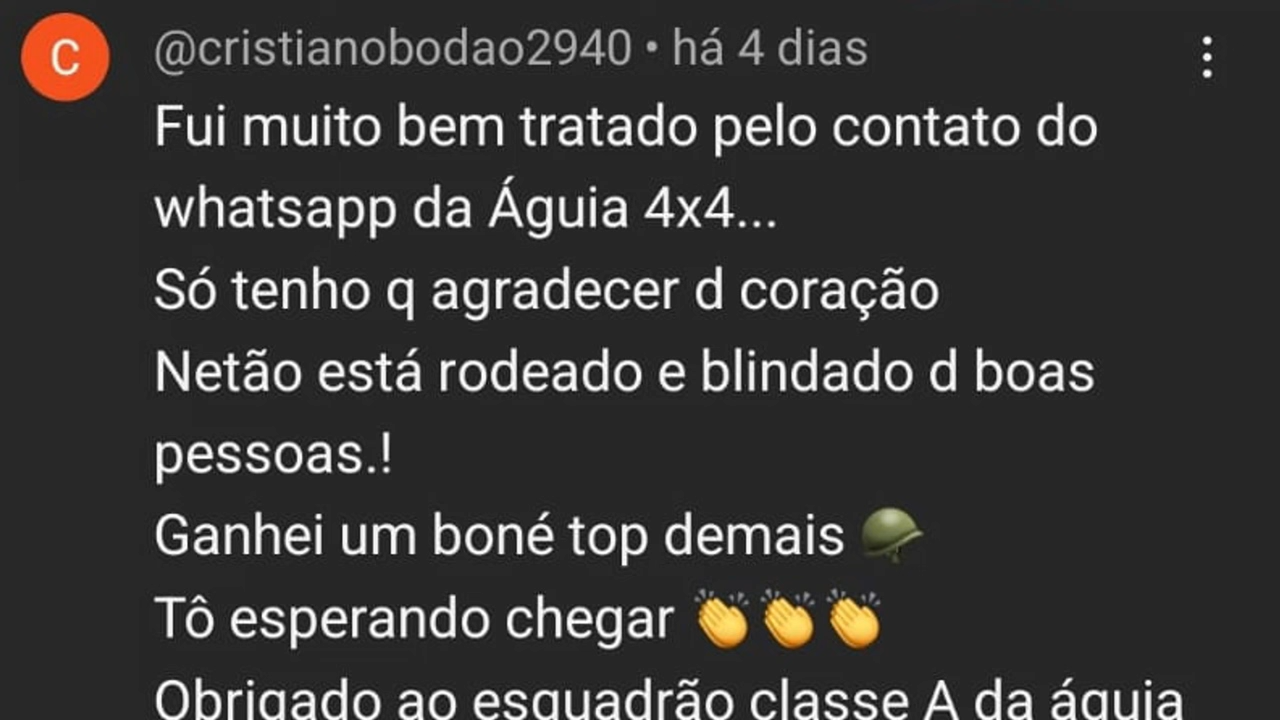 C
@cristianobodao2940 • há 4 dias
Fui muito bem tratado pelo contato do
whatsapp da Águia 4x4...
Só tenho q agradecer d coração
Netão está rodeado e blindado d boas
pessoas.!
Ganhei um boné top demais 🪖
Tô esperando chegar 👏👏👏
Obrigado ao esquadrão classe A da águia